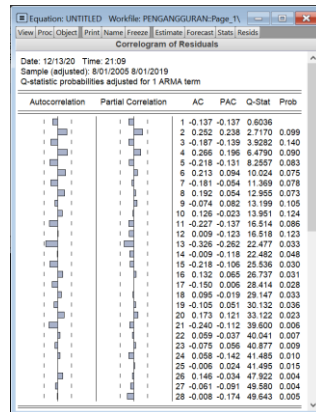 Equation: UNTITLED Workfile: PENGANGGURAN::Page_1\
View Proc Object Print Name Freeze Estimate Forecast Stats Resids
Correlogram of Residuals
Date: 12/13/20 Time: 21:09
Sample (adjusted): 8/01/2005 8/01/2019
Q-statistic probabilities adjusted for 1 ARMA term
Autocorrelation Partial Correlation AC PAC Q-Stat Prob
1 -0.137 -0.137 0.6036
2 0.252 0.238 2.7170 0.099
3 -0.187 -0.139 3.9282 0.140
4 0.266 0.196 6.4790 0.090
5 -0.218 -0.131 8.2557 0.083
6 0.213 0.094 10.024 0.075
7 -0.181 -0.054 11.369 0.078
8 0.192 0.054 12.955 0.073
9 -0.074 0.082 13.199 0.105
10 0.126 -0.023 13.951 0.124
11 -0.227 -0.137 16.514 0.086
12 0.009 -0.123 16.518 0.123
13 -0.326 -0.262 22.477 0.033
14 -0.009 -0.118 22.482 0.048
15 -0.218 -0.106 25.536 0.030
16 0.132 0.065 26.737 0.031
17 -0.150 0.006 28.414 0.028
18 0.095 -0.019 29.147 0.033
19 -0.105 0.051 30.132 0.036
20 0.173 0.121 33.122 0.023
21 -0.240 -0.112 39.600 0.006
22 0.059 -0.037 40.041 0.007
23 -0.075 0.056 40.877 0.009
24 0.058 -0.142 41.485 0.010
25 -0.006 0.024 41.495 0.015
26 0.146 -0.034 47.922 0.004
27 -0.061 -0.091 49.580 0.004
28 -0.008 -0.174 49.643 0.005